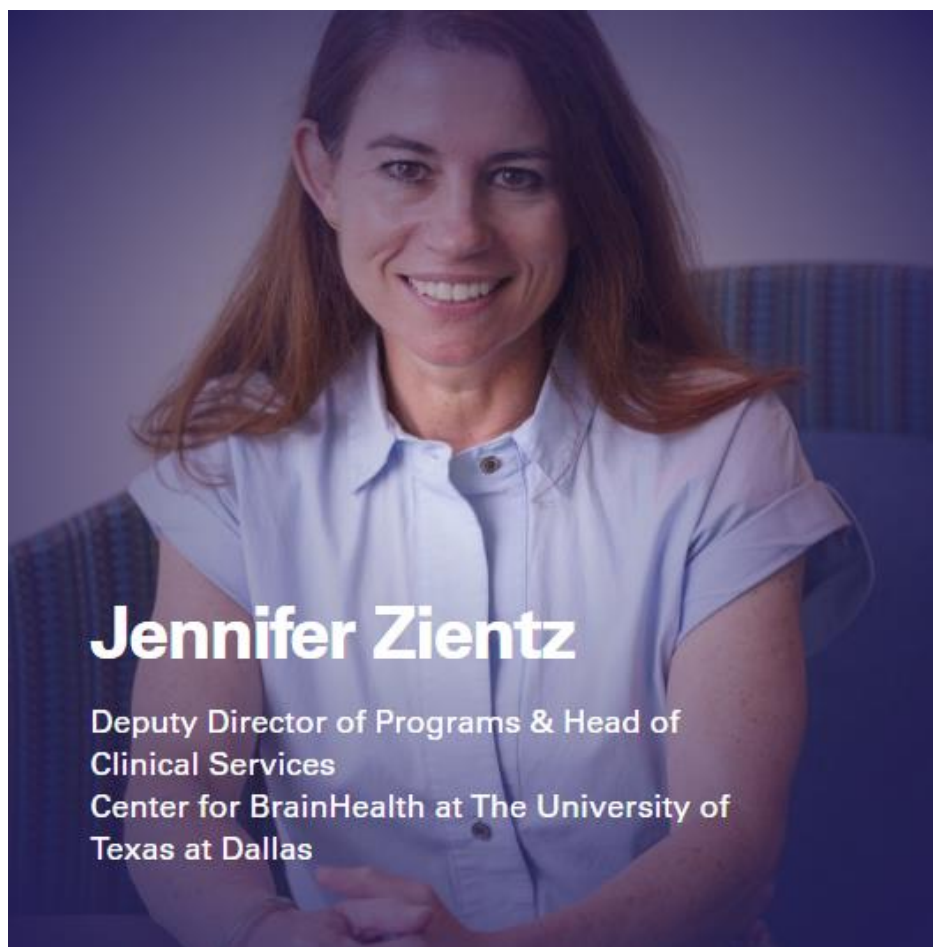 Jennifer Zientz
Deputy Director of Programs & Head of
Clinical Services
Center for BrainHealth at The University of
Texas at Dallas